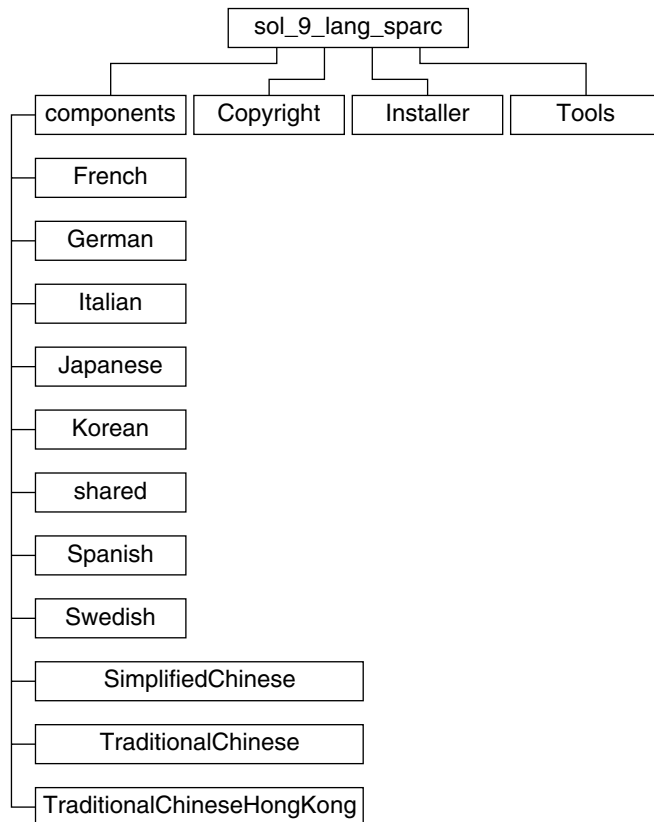 sol_9_lang_sparc
components
Copyright
Installer
Tools
French
German
Italian
Japanese
Korean
shared
Spanish
Swedish
SimplifiedChinese
TraditionalChinese
TraditionalChineseHongKong